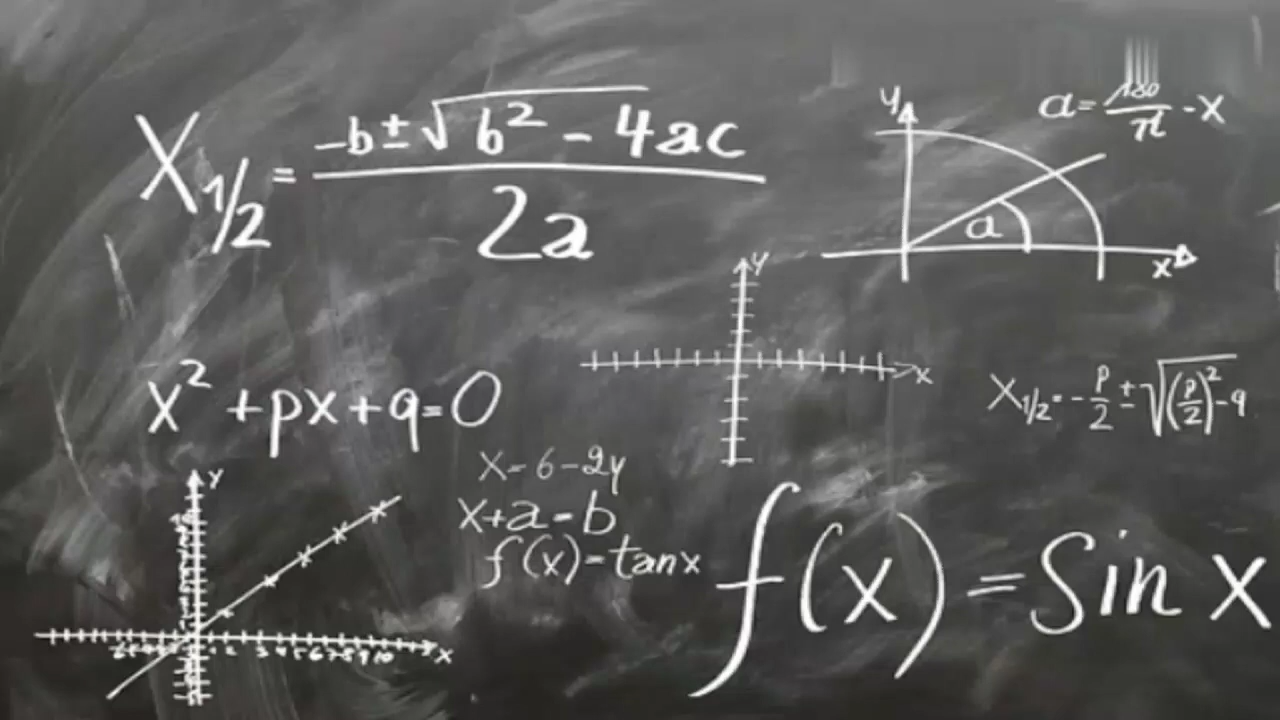 X₁/₂ = (-b ± √(b² - 4ac)) / 2a
y
a = 180/π - x
a
x
y
x
x² + px + q = 0
X₁/₂ = -p/2 ± √((p/2)² - q)
x = 6 - 2y
x + a = b
f(x) = tan x
f(x) = Sin x
y
x